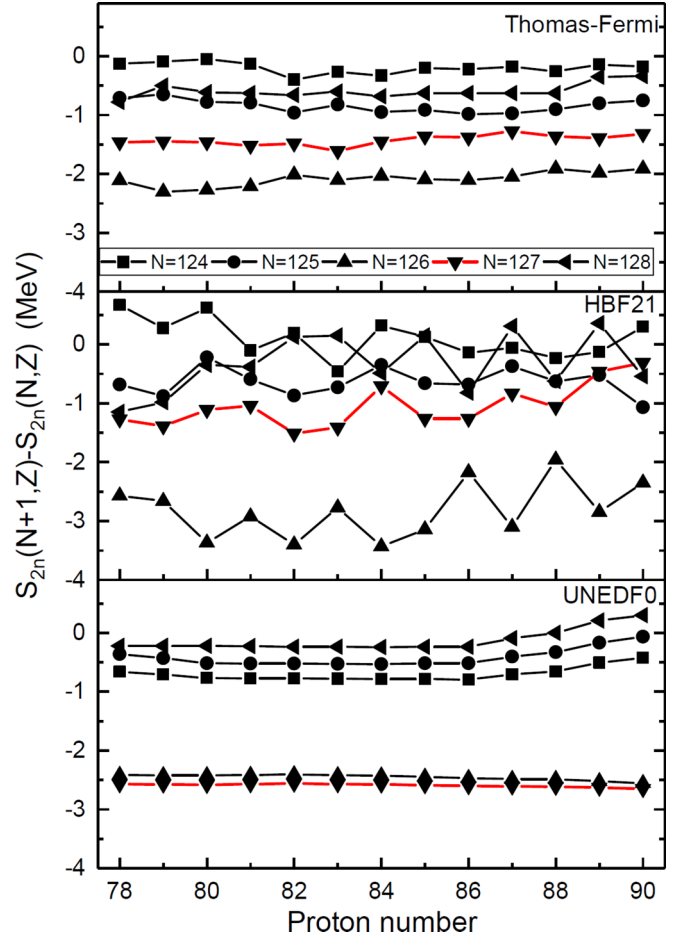 Thomas-Fermi
0
-1
-2
-3
-4
N=124 N=125 N=126 N=127 N=128
HBF21
0
-1
-2
-3
-4
UNEDF0
0
-1
-2
-3
-4
S2n(N+1,Z)-S2n(N,Z) (MeV)
78 80 82 84 86 88 90
Proton number